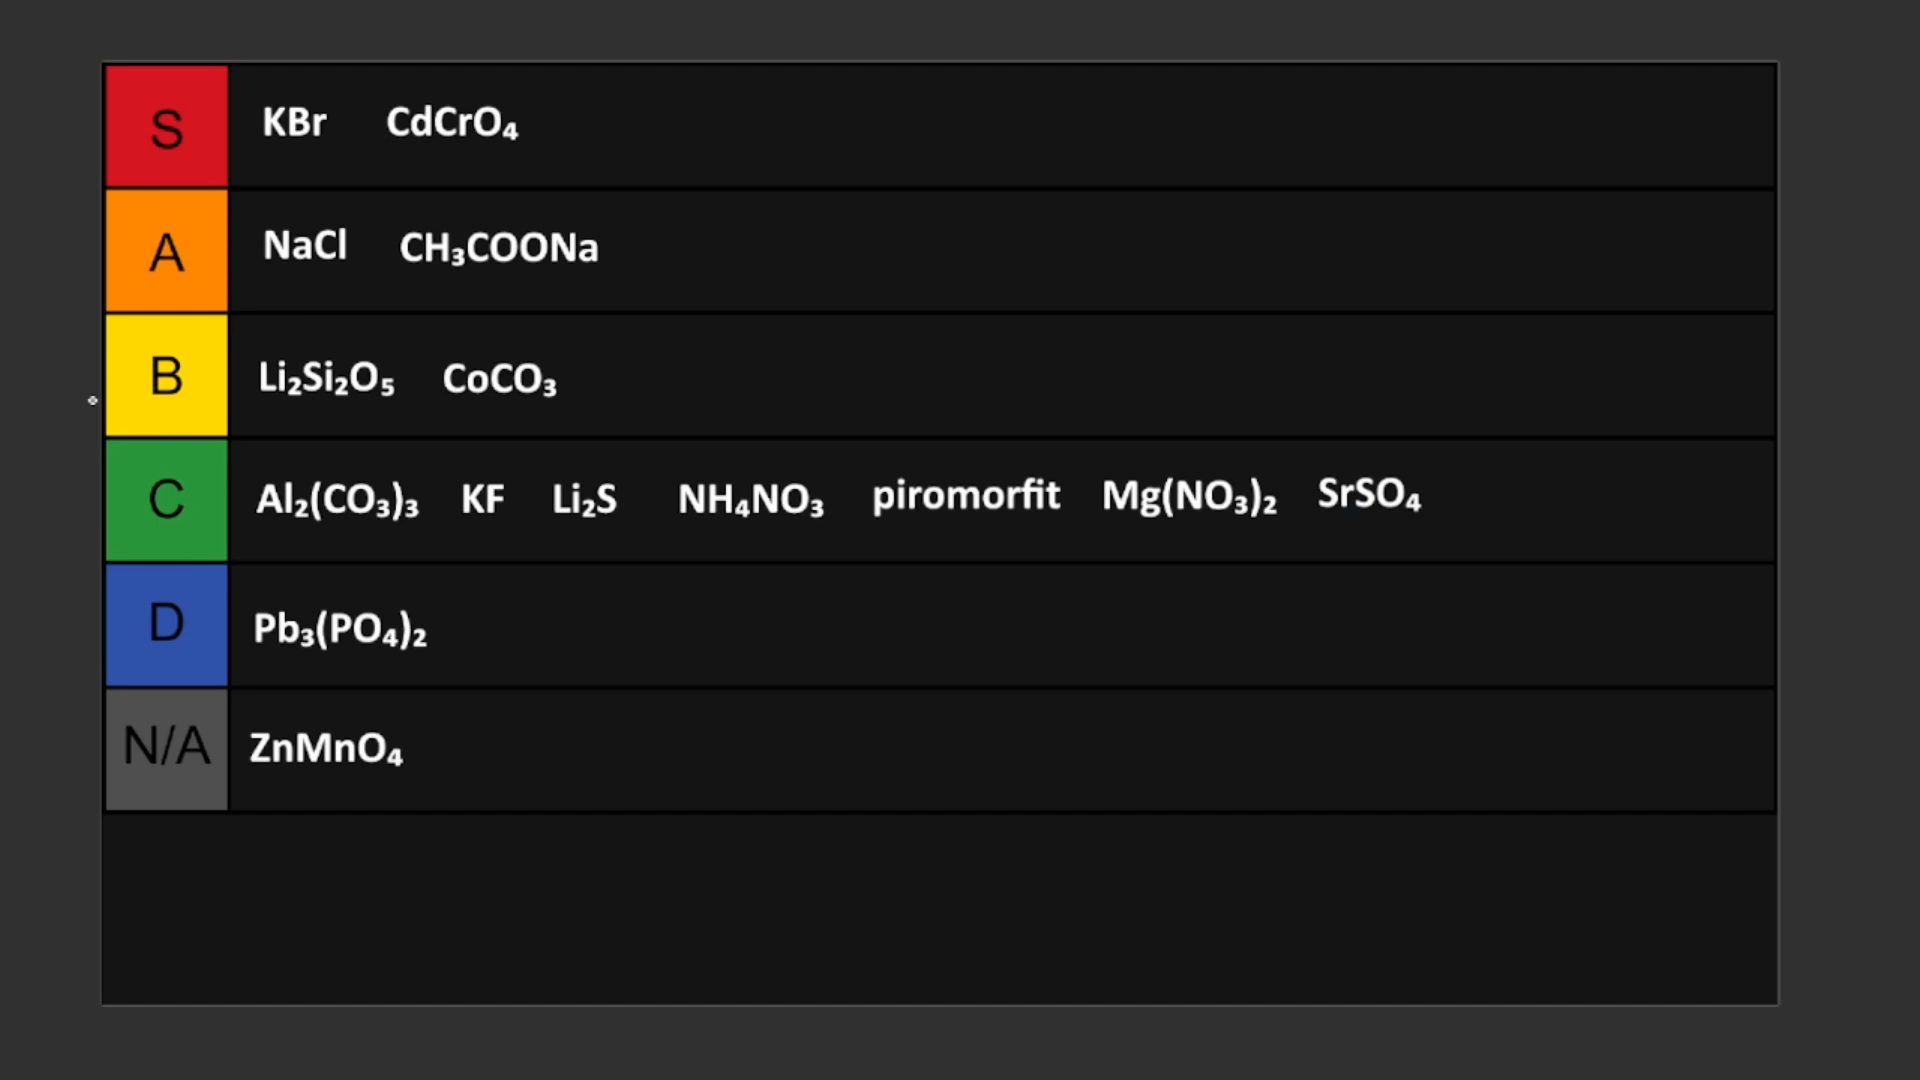 S KBr CdCrO₄
A NaCl CH₃COONa
B Li₂Si₂O₅ CoCO₃
C Al₂(CO₃)₃ KF Li₂S NH₄NO₃ piromorfit Mg(NO₃)₂ SrSO₄
D Pb₃(PO₄)₂
N/A ZnMnO₄